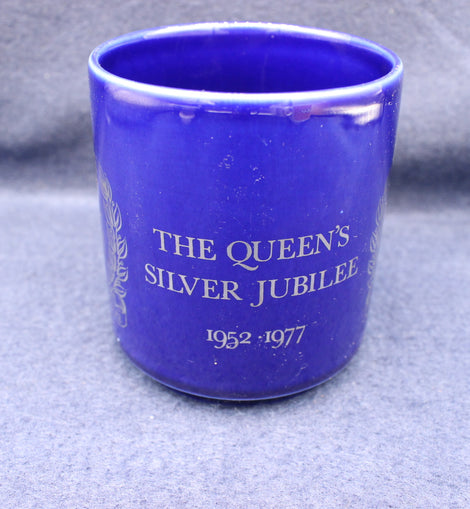 THE QUEEN'S
SILVER JUBILEE
1952 · 1977